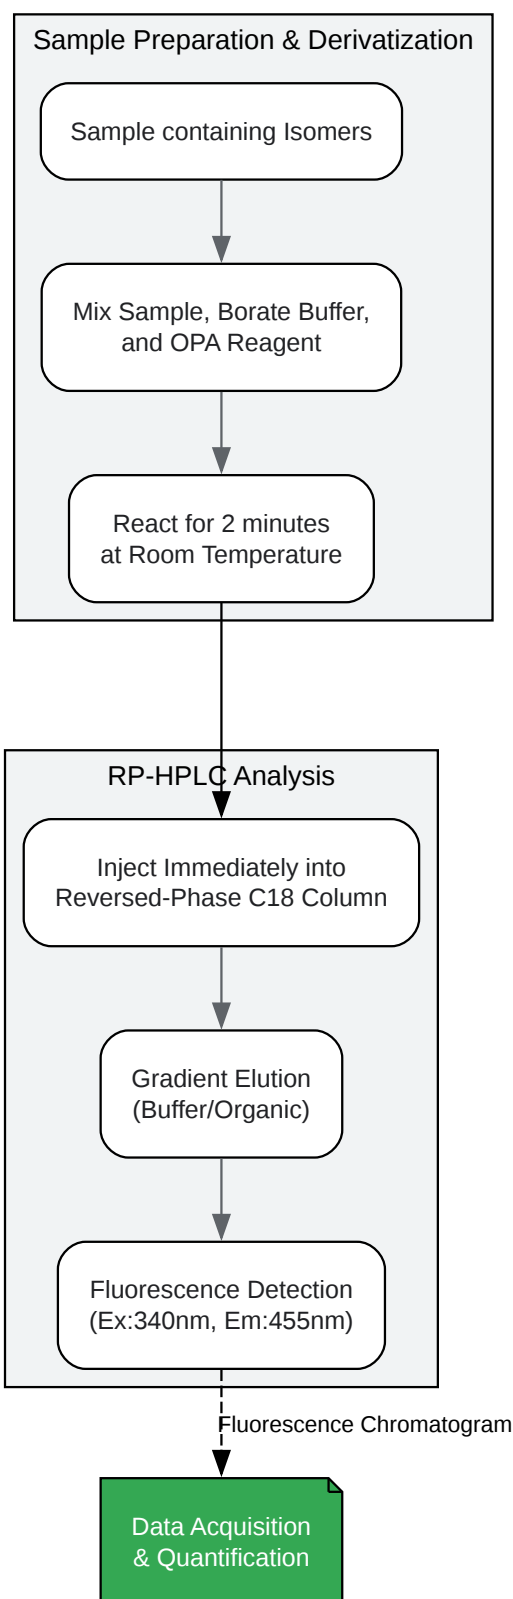 Sample Preparation & Derivatization
Sample containing Isomers
Mix Sample, Borate Buffer,
and OPA Reagent
React for 2 minutes
at Room Temperature
RP-HPLC Analysis
Inject Immediately into
Reversed-Phase C18 Column
Gradient Elution
(Buffer/Organic)
Fluorescence Detection
(Ex:340nm, Em:455nm)
Fluorescence Chromatogram
Data Acquisition
& Quantification